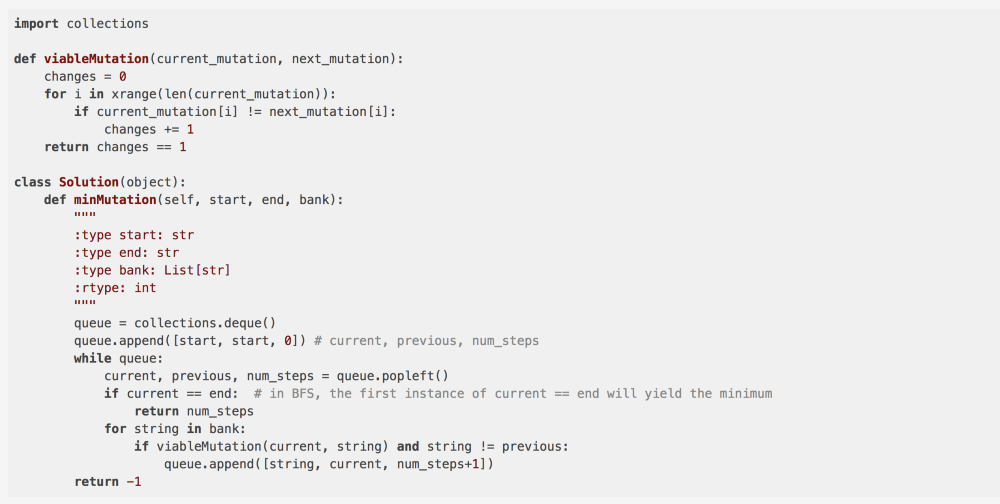 import collections

def viableMutation(current_mutation, next_mutation):
    changes = 0
    for i in xrange(len(current_mutation)):
        if current_mutation[i] != next_mutation[i]:
            changes += 1
    return changes == 1

class Solution(object):
    def minMutation(self, start, end, bank):
        """
        :type start: str
        :type end: str
        :type bank: List[str]
        :rtype: int
        """
        queue = collections.deque()
        queue.append([start, start, 0]) # current, previous, num_steps
        while queue:
            current, previous, num_steps = queue.popleft()
            if current == end:  # in BFS, the first instance of current == end will yield the minimum
                return num_steps
            for string in bank:
                if viableMutation(current, string) and string != previous:
                    queue.append([string, current, num_steps+1])
        return -1